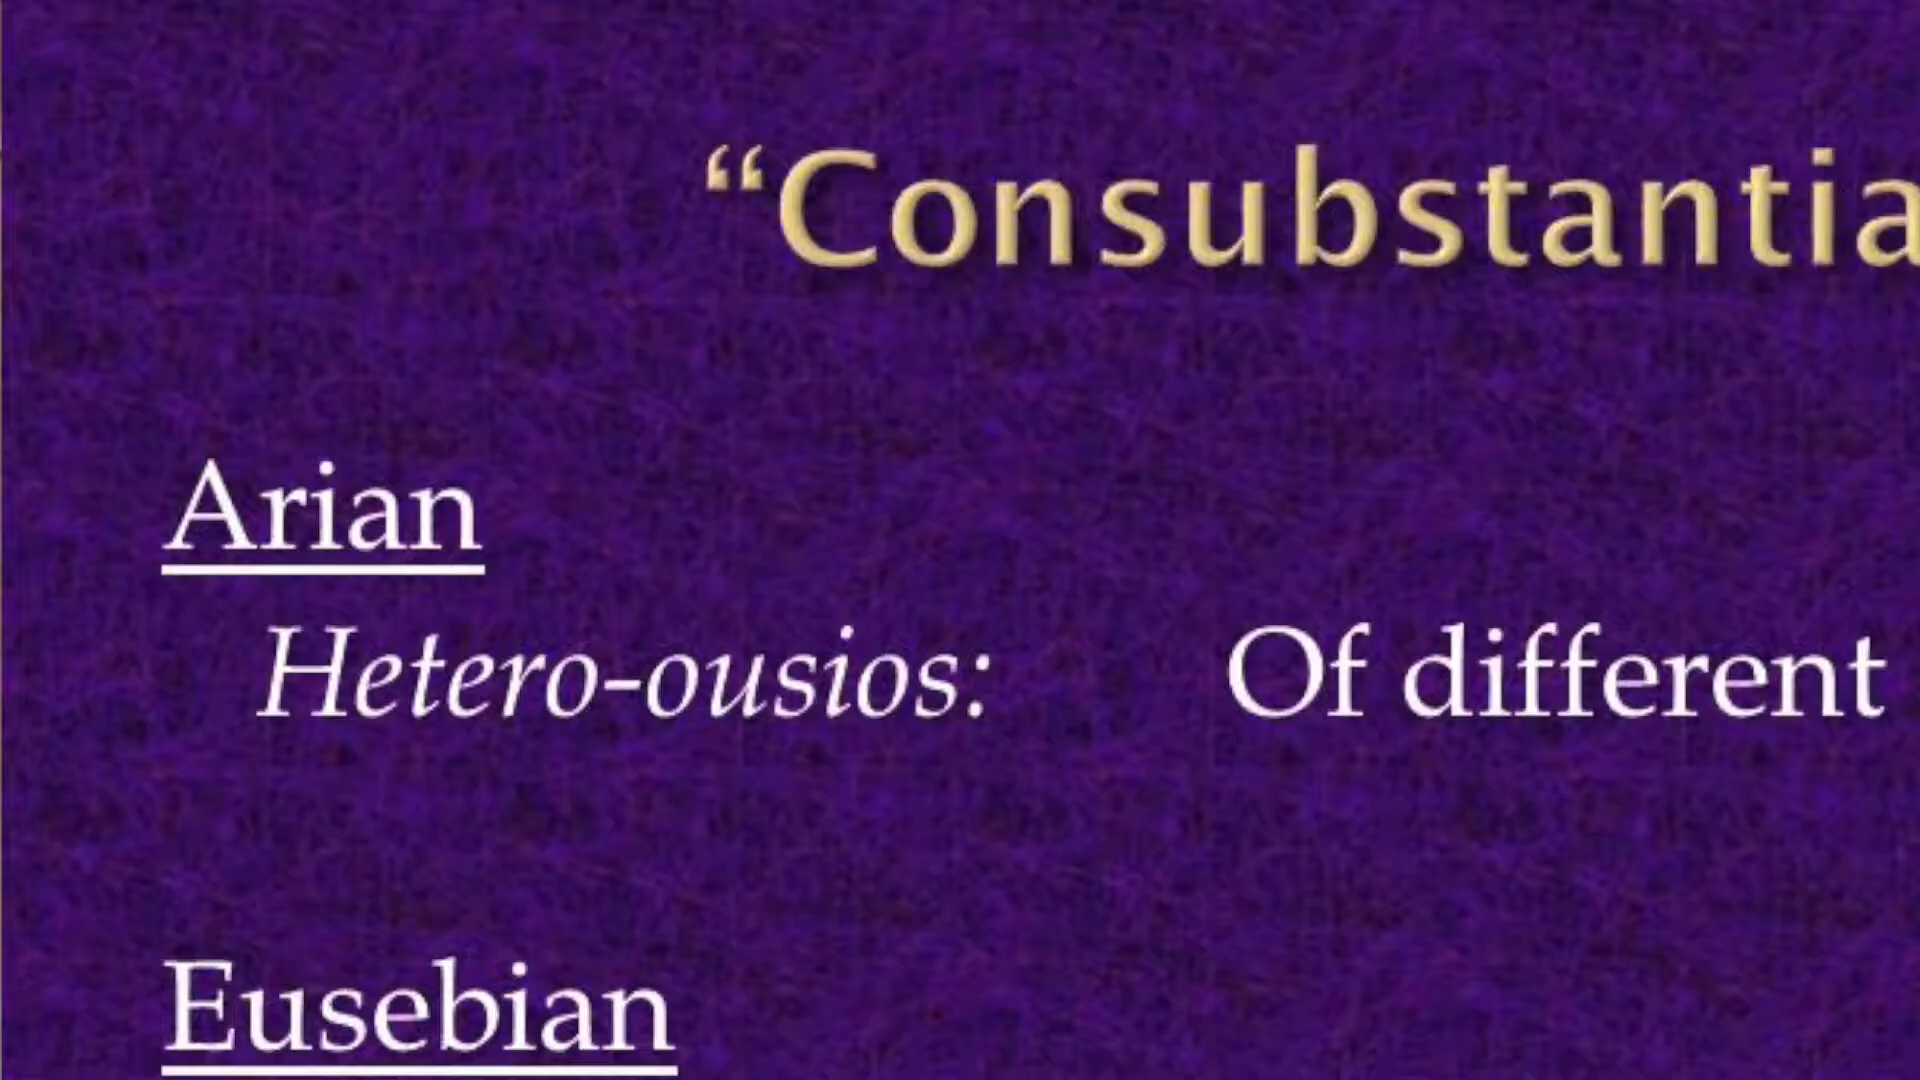 “Consubstantia
Arian
Hetero-ousios: Of different
Eusebian